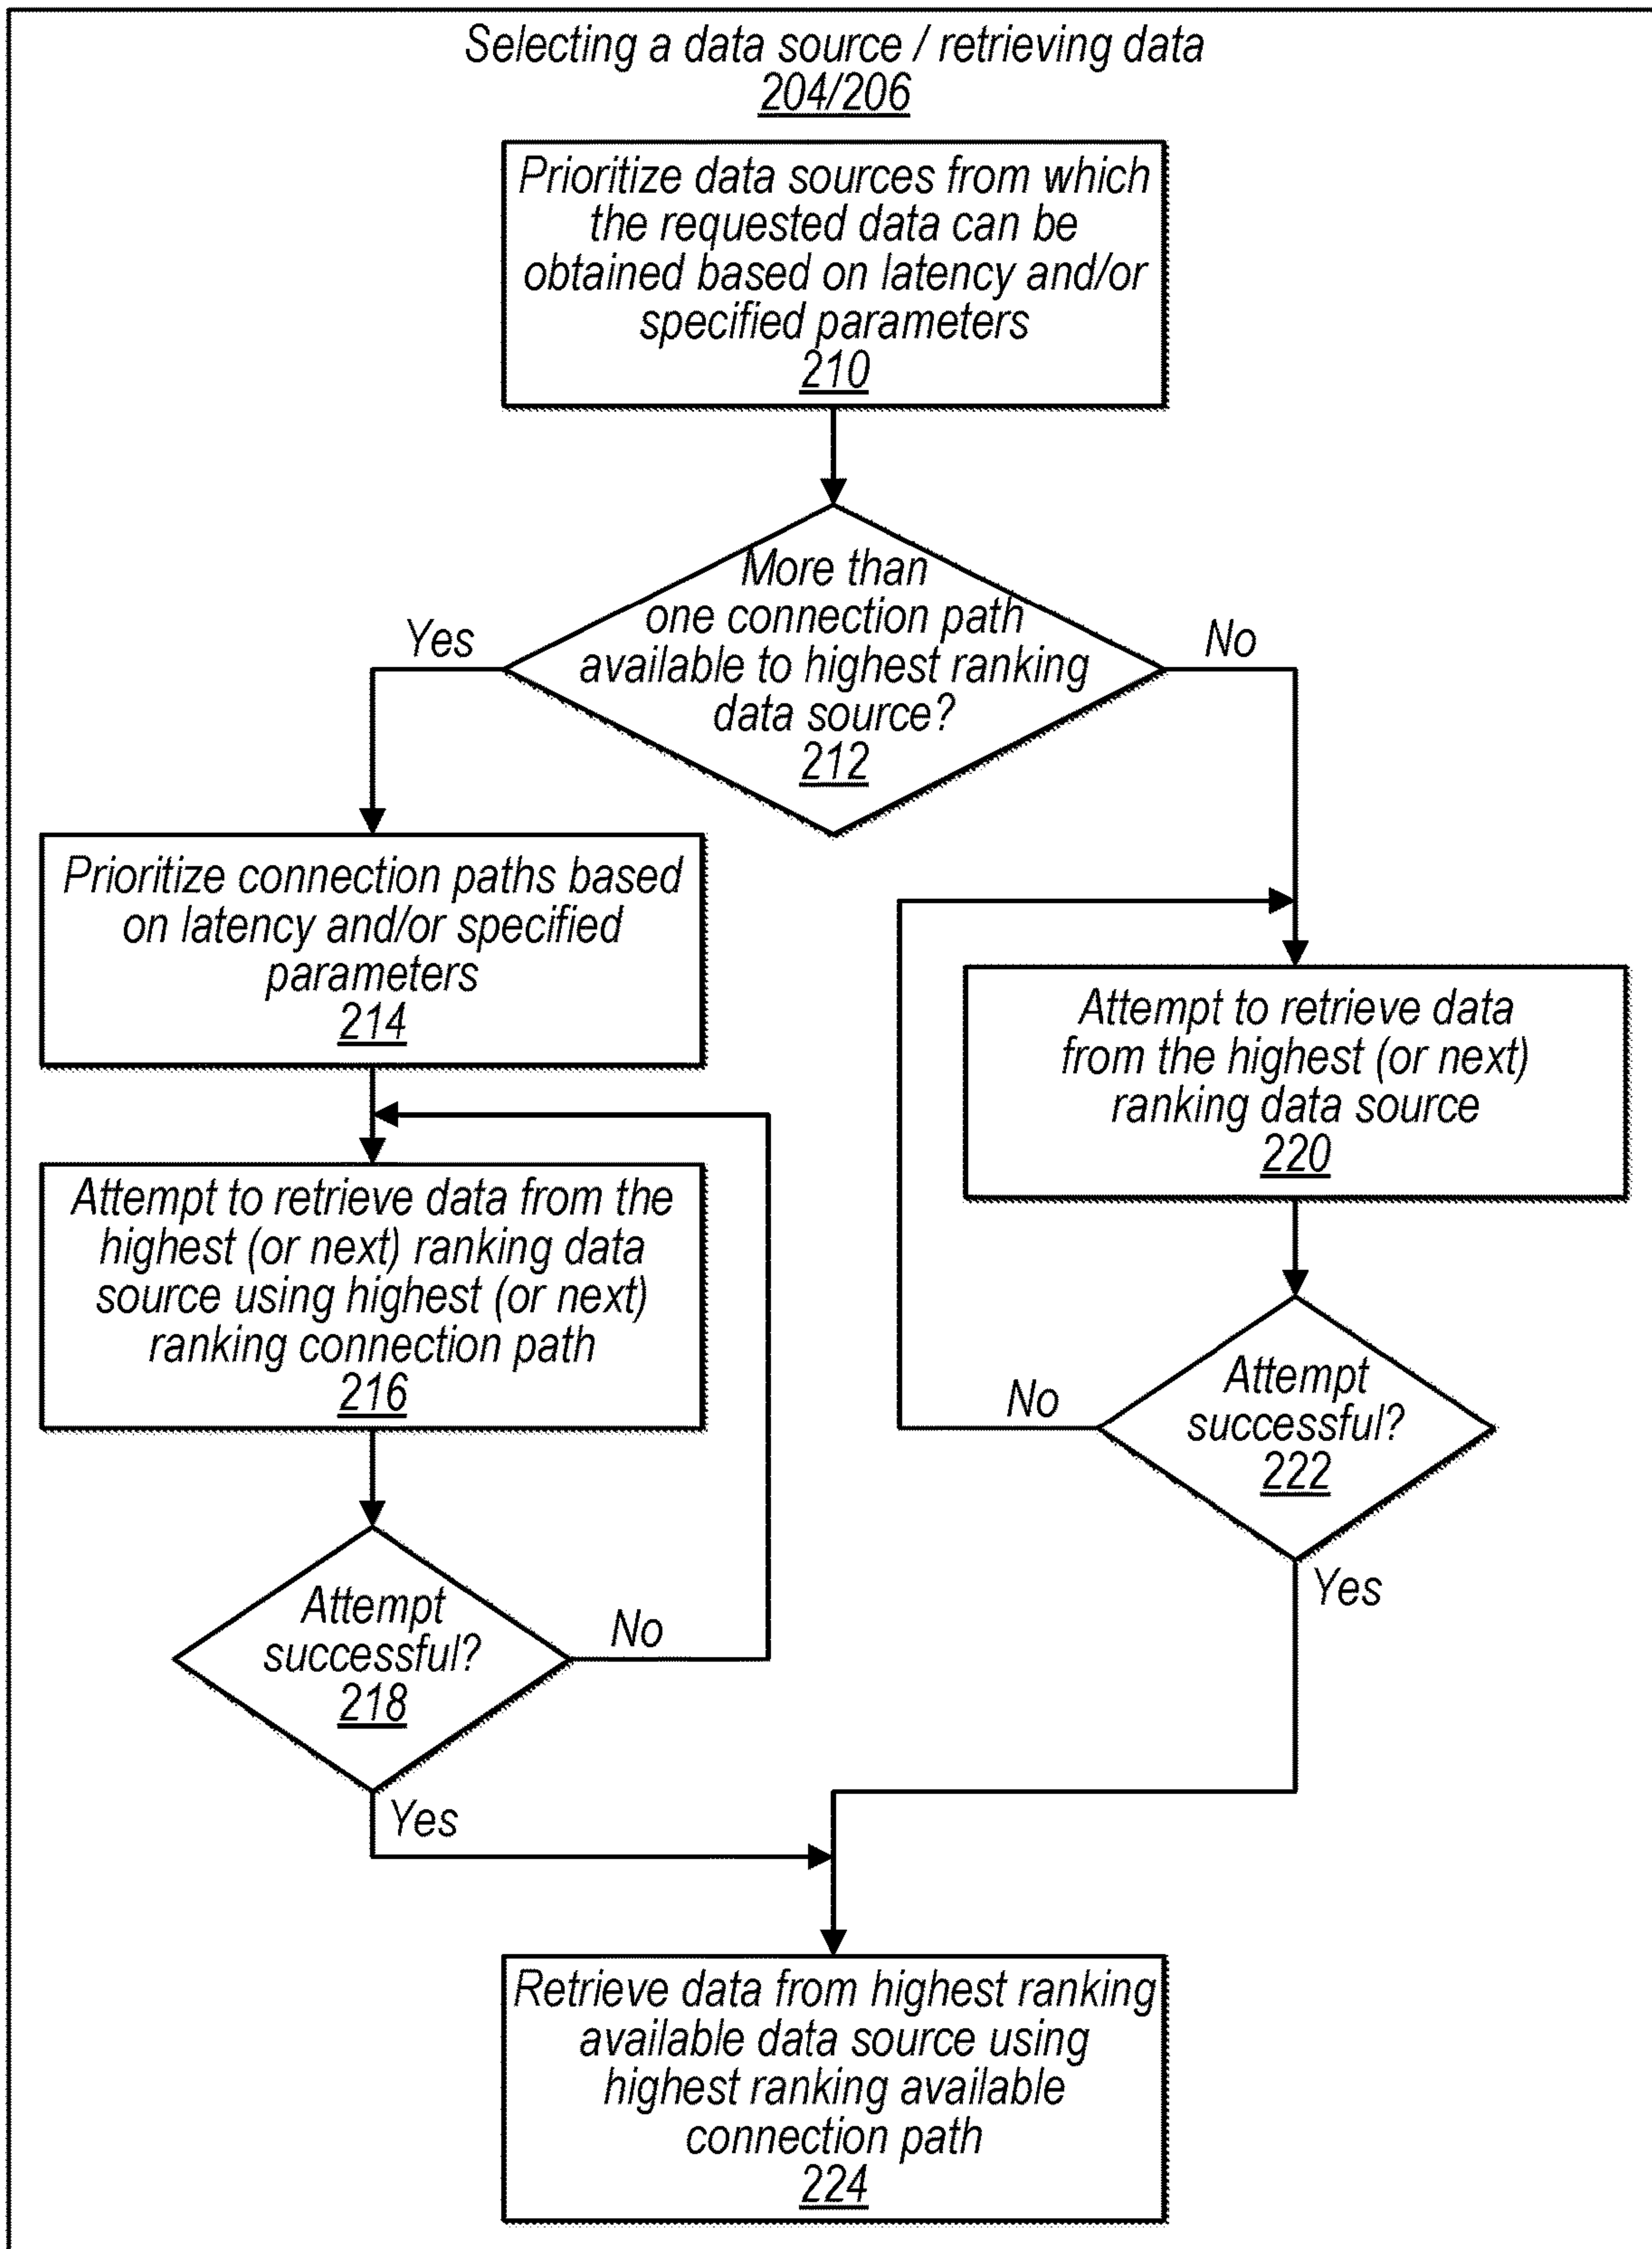 Selecting a data source / retrieving data
204/206
Prioritize data sources from which
the requested data can be
obtained based on latency and/or
specified parameters
210
More than
one connection path
available to highest ranking
data source?
212
Yes
No
Prioritize connection paths based
on latency and/or specified
parameters
214
Attempt to retrieve data
from the highest (or next)
ranking data source
220
Attempt to retrieve data from the
highest (or next) ranking data
source using highest (or next)
ranking connection path
216
Attempt
successful?
222
No
Yes
Attempt
successful?
218
No
Yes
Retrieve data from highest ranking
available data source using
highest ranking available
connection path
224